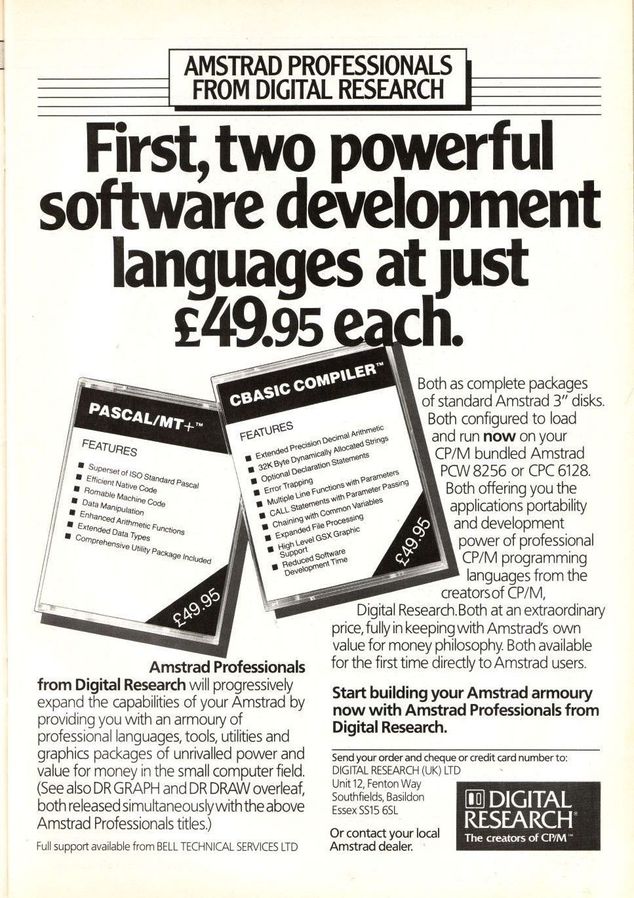 AMSTRAD PROFESSIONALS
FROM DIGITAL RESEARCH
First, two powerful
software development
languages at just
£49.95 each.
PASCAL/MT+™
FEATURES
■ Superset of ISO Standard Pascal
■ Efficient Native Code
■ Romable Machine Code
■ Data Manipulation
■ Enhanced Arithmetic Functions
■ Extended Data Types
■ Comprehensive Utility Package Included
£49.95
CBASIC COMPILER™
FEATURES
■ Extended Precision Decimal Arithmetic
■ 32K Byte Dynamically Allocated Strings
■ Optional Declaration Statements
■ Error Trapping
■ Multiple Line Functions with Parameters
■ CALL Statements with Parameter Passing
■ Chaining with Common Variables
■ Expanded File Processing
■ High Level GSX Graphic
Support
■ Reduced Software
Development Time
£49.95
Both as complete packages
of standard Amstrad 3" disks.
Both configured to load
and run now on your
CP/M bundled Amstrad
PCW 8256 or CPC 6128.
Both offering you the
applications portability
and development
power of professional
CP/M programming
languages from the
creators of CP/M,
Digital Research. Both at an extraordinary
price, fully in keeping with Amstrad's own
value for money philosophy. Both available
for the first time directly to Amstrad users.
Amstrad Professionals
from Digital Research will progressively
expand the capabilities of your Amstrad by
providing you with an armoury of
professional languages, tools, utilities and
graphics packages of unrivalled power and
value for money in the small computer field.
(See also DR GRAPH and DR DRAW overleaf,
both released simultaneously with the above
Amstrad Professionals titles.)
Full support available from BELL TECHNICAL SERVICES LTD
Start building your Amstrad armoury
now with Amstrad Professionals from
Digital Research.
Send your order and cheque or credit card number to:
DIGITAL RESEARCH (UK) LTD
Unit 12, Fenton Way
Southfields, Basildon
Essex SS15 6SL
Or contact your local
Amstrad dealer.
DIGITAL
RESEARCH®
The creators of CP/M™